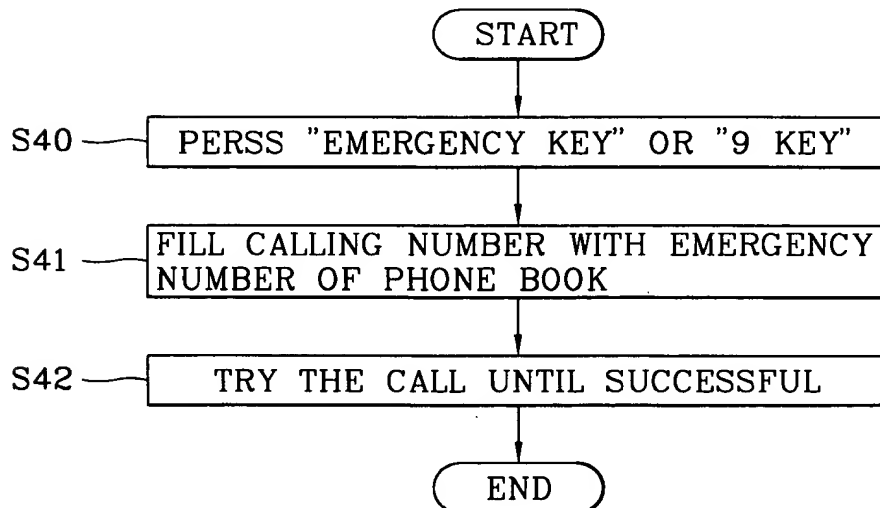 START
S40
PERSS "EMERGENCY KEY" OR "9 KEY"
S41
FILL CALLING NUMBER WITH EMERGENCY
NUMBER OF PHONE BOOK
S42
TRY THE CALL UNTIL SUCCESSFUL
END